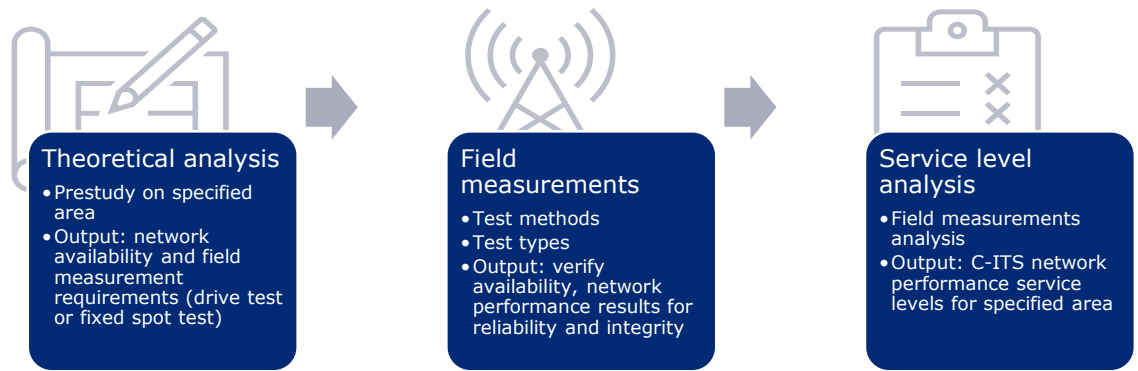 Theoretical analysis
•Prestudy on specified
area
•Output: network
availability and field
measurement
requirements (drive test
or fixed spot test)
Field
measurements
•Test methods
•Test types
•Output: verify
availability, network
performance results for
reliability and integrity
Service level
analysis
•Field measurements
analysis
•Output: C-ITS network
performance service
levels for specified area